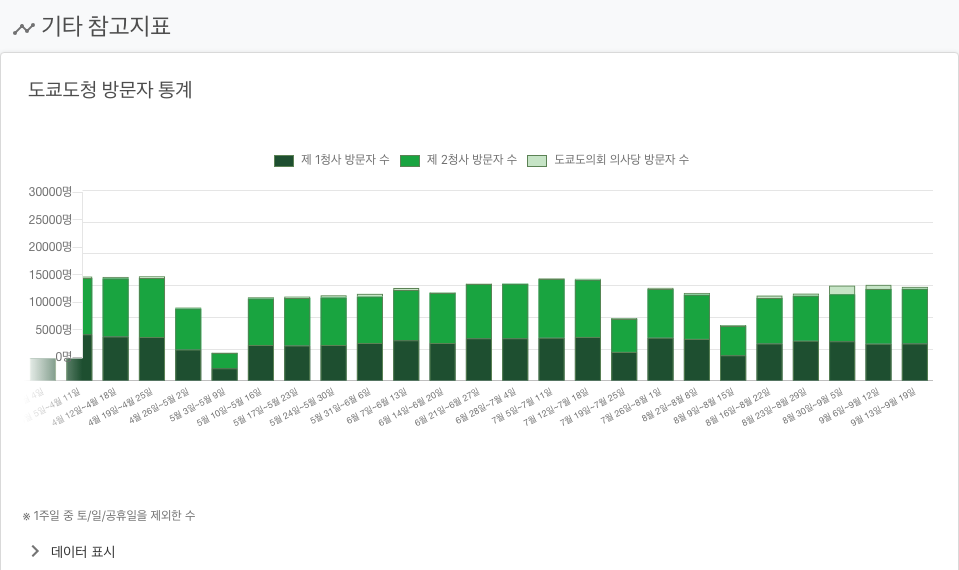 기타 참고지표
도쿄도청 방문자 통계
제 1청사 방문자 수 제 2청사 방문자 수 도쿄도의회 의사당 방문자 수
30000명
25000명
20000명
15000명
10000명
5000명
0명
4월 11일
4월 12일~4월 18일
4월 19일~4월 25일
4월 26일~5월 2일
5월 3일~5월 9일
5월 10일~5월 16일
5월 17일~5월 23일
5월 24일~5월 30일
5월 31일~6월 6일
6월 7일~6월 13일
6월 14일~6월 20일
6월 21일~6월 27일
6월 28일~7월 4일
7월 5일~7월 11일
7월 12일~7월 18일
7월 19일~7월 25일
7월 26일~8월 1일
8월 2일~8월 8일
8월 9일~8월 15일
8월 16일~8월 22일
8월 23일~8월 29일
8월 30일~9월 5일
9월 6일~9월 12일
9월 13일~9월 19일
※ 1주일 중 토/일/공휴일을 제외한 수
데이터 표시